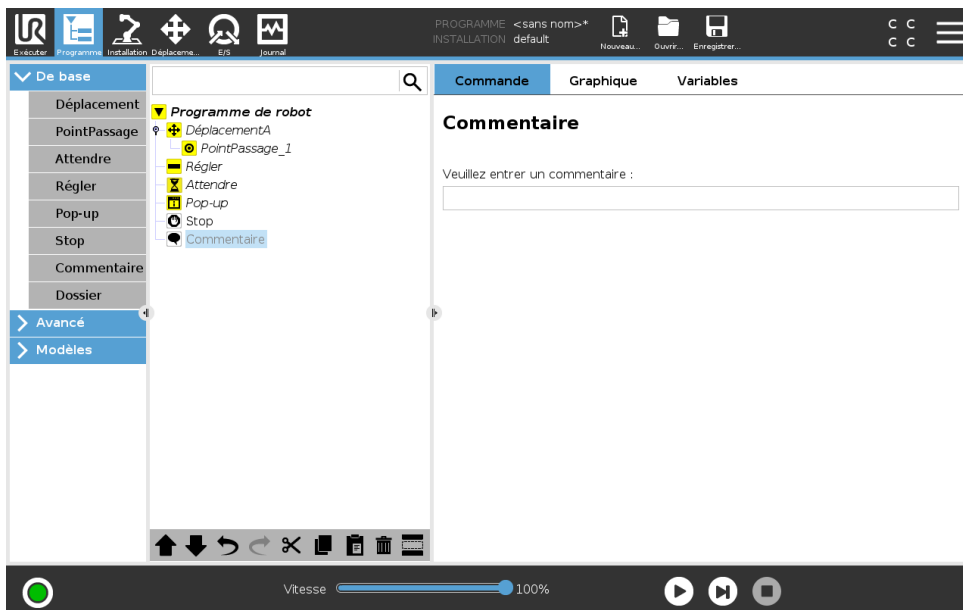 PROGRAMME <sans nom>*
INSTALLATION default
Exécuter
Programme
Installation
Déplaceme...
E/S
Journal
Nouveau...
Ouvrir...
Enregistrer...
C C
C C
De base
Déplacement
PointPassage
Attendre
Régler
Pop-up
Stop
Commentaire
Dossier
Avancé
Modèles
Programme de robot
DéplacementA
PointPassage_1
Régler
Attendre
Pop-up
Stop
Commentaire
Commande
Graphique
Variables
Commentaire
Veuillez entrer un commentaire :
Vitesse
100%